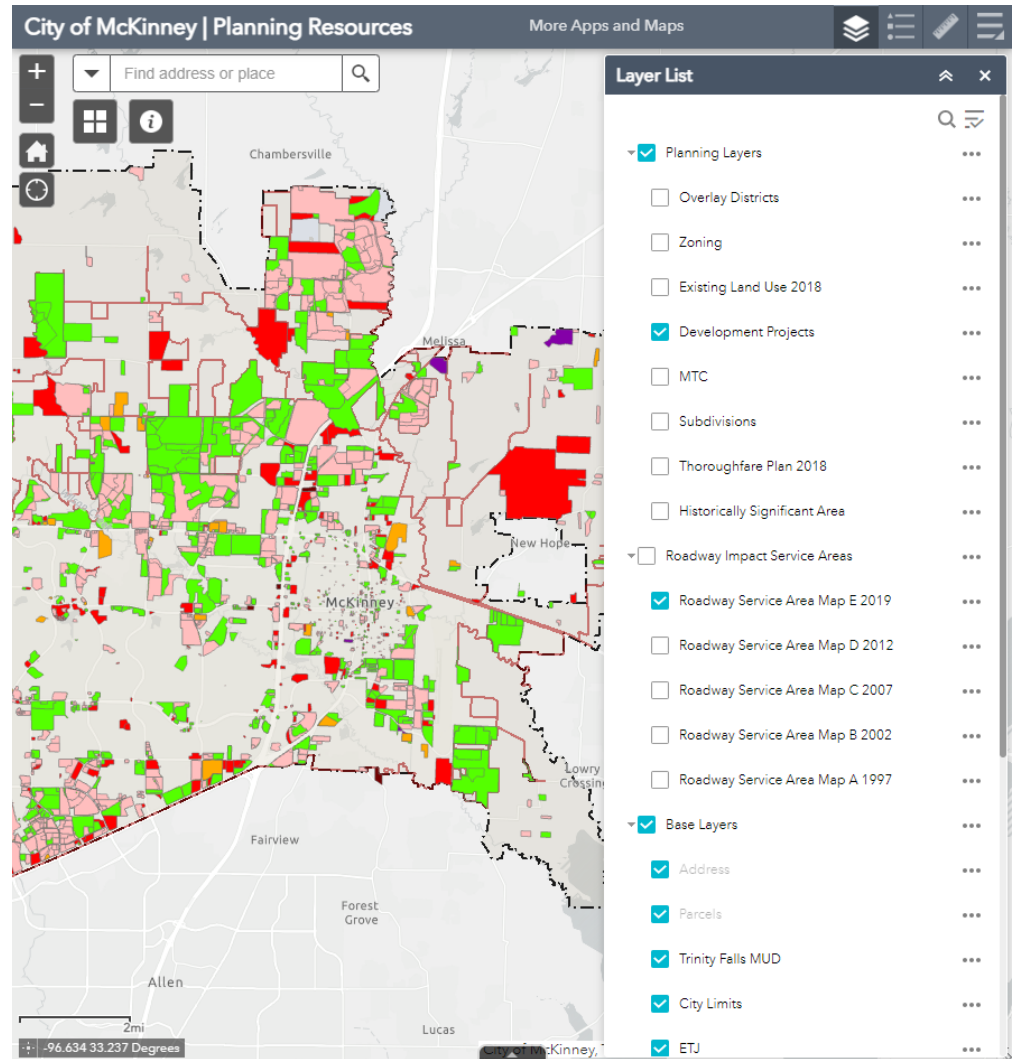 City of McKinney | Planning Resources
More Apps and Maps
Find address or place
Layer List
Planning Layers
Overlay Districts
Zoning
Existing Land Use 2018
Development Projects
MTC
Subdivisions
Thoroughfare Plan 2018
Historically Significant Area
Roadway Impact Service Areas
Roadway Service Area Map E 2019
Roadway Service Area Map D 2012
Roadway Service Area Map C 2007
Roadway Service Area Map B 2002
Roadway Service Area Map A 1997
Base Layers
Address
Parcels
Trinity Falls MUD
City Limits
ETJ
Chambersville
Melissa
New Hope
McKinney
Lowry
Crossin
Fairview
Forest
Grove
Allen
Lucas
2mi
-96.634 33.237 Degrees
City of McKinney,